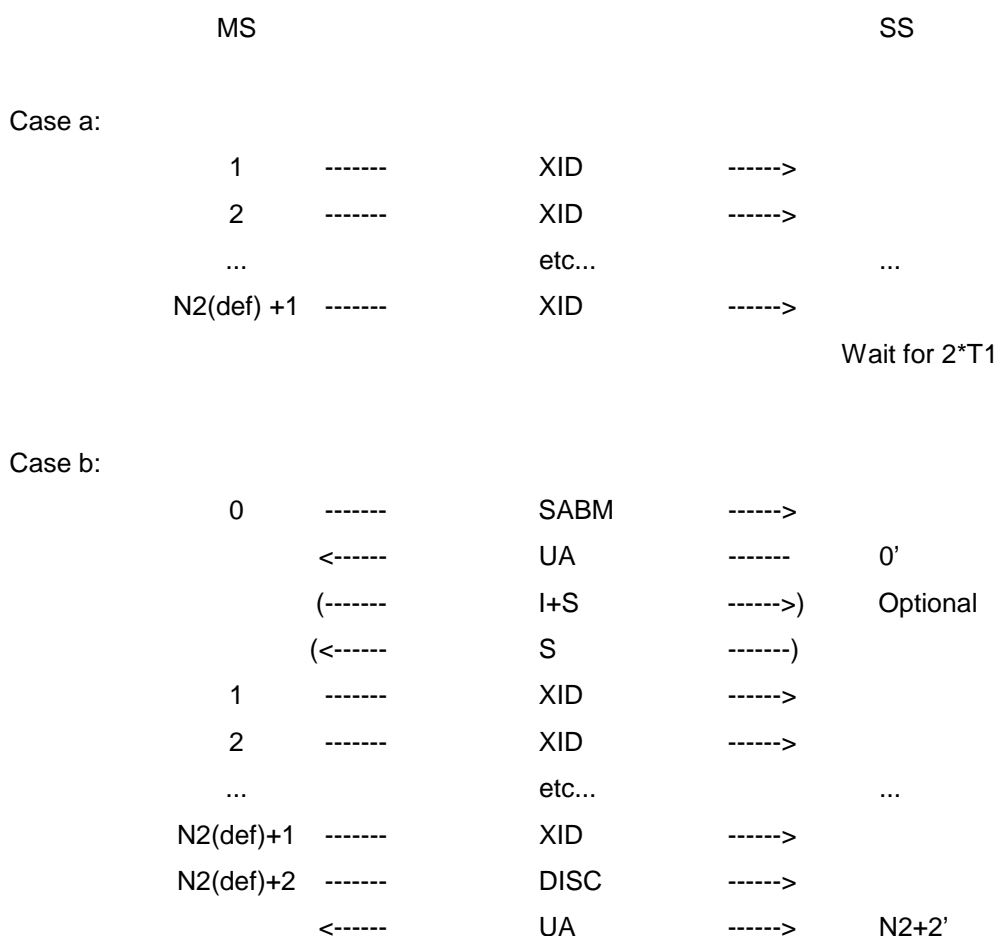 MS SS
Case a:
1 ------- XID ------>
2 ------- XID ------>
... etc... ...
N2(def) +1 ------- XID ------>
Wait for 2*T1
Case b:
0 ------- SABM ------>
<------ UA ------- 0'
(------- I+S ------>) Optional
(<------ S -------)
1 ------- XID ------>
2 ------- XID ------>
... etc... ...
N2(def)+1 ------- XID ------>
N2(def)+2 ------- DISC ------>
<------ UA ------> N2+2'